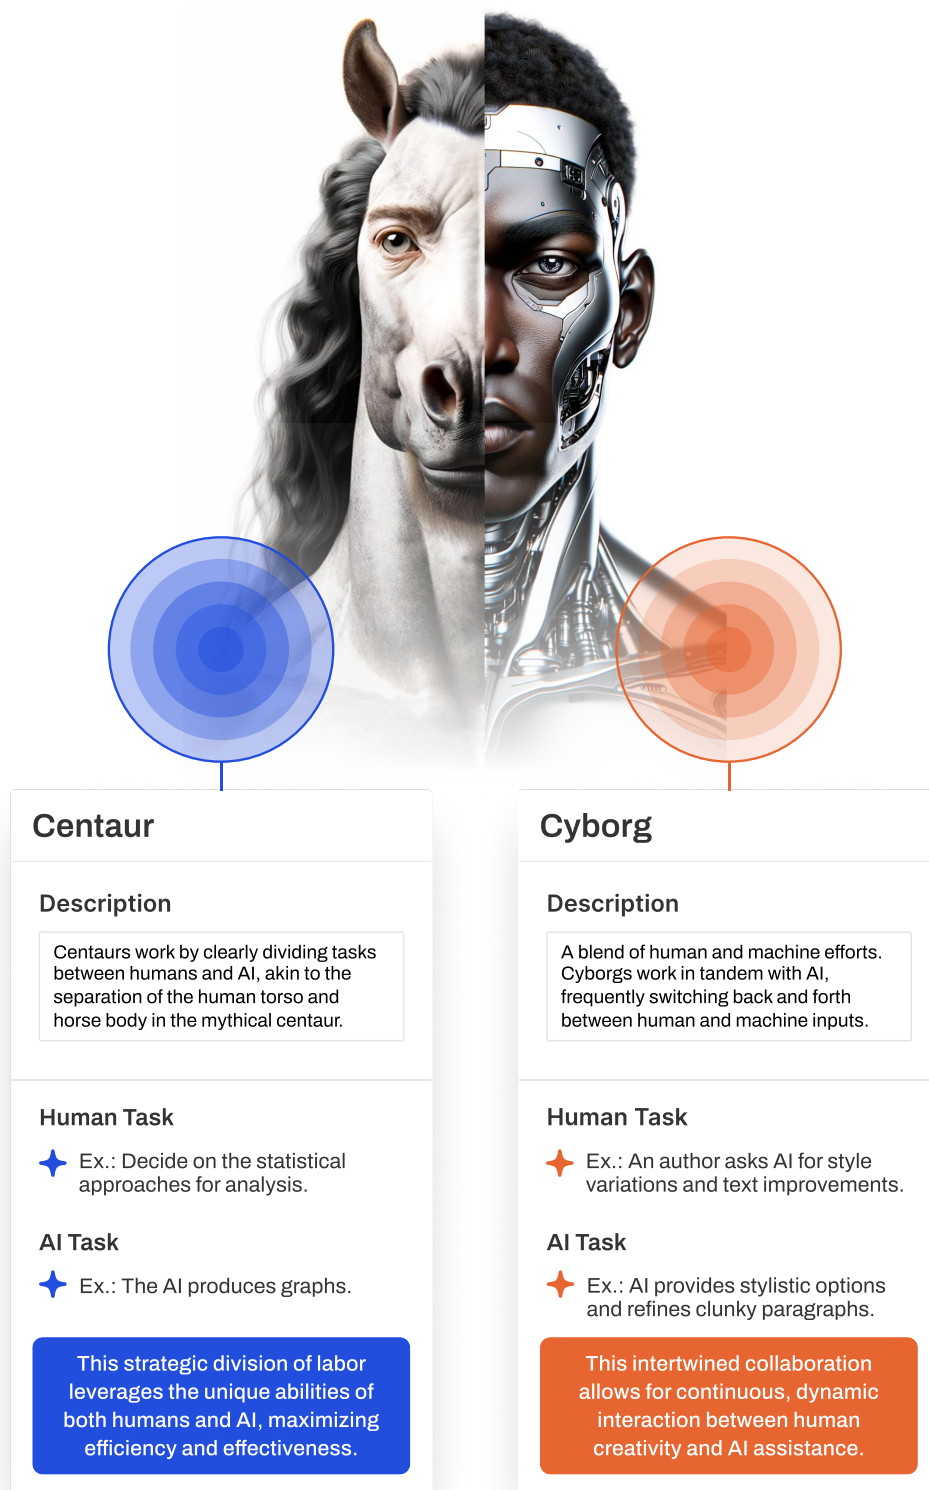 Centaur
Description
Centaurs work by clearly dividing tasks
between humans and AI, akin to the
separation of the human torso and
horse body in the mythical centaur.
Human Task
Ex.: Decide on the statistical
approaches for analysis.
AI Task
Ex.: The AI produces graphs.
This strategic division of labor
leverages the unique abilities of
both humans and AI, maximizing
efficiency and effectiveness.
Cyborg
Description
A blend of human and machine efforts.
Cyborgs work in tandem with AI,
frequently switching back and forth
between human and machine inputs.
Human Task
Ex.: An author asks AI for style
variations and text improvements.
AI Task
Ex.: AI provides stylistic options
and refines clunky paragraphs.
This intertwined collaboration
allows for continuous, dynamic
interaction between human
creativity and AI assistance.